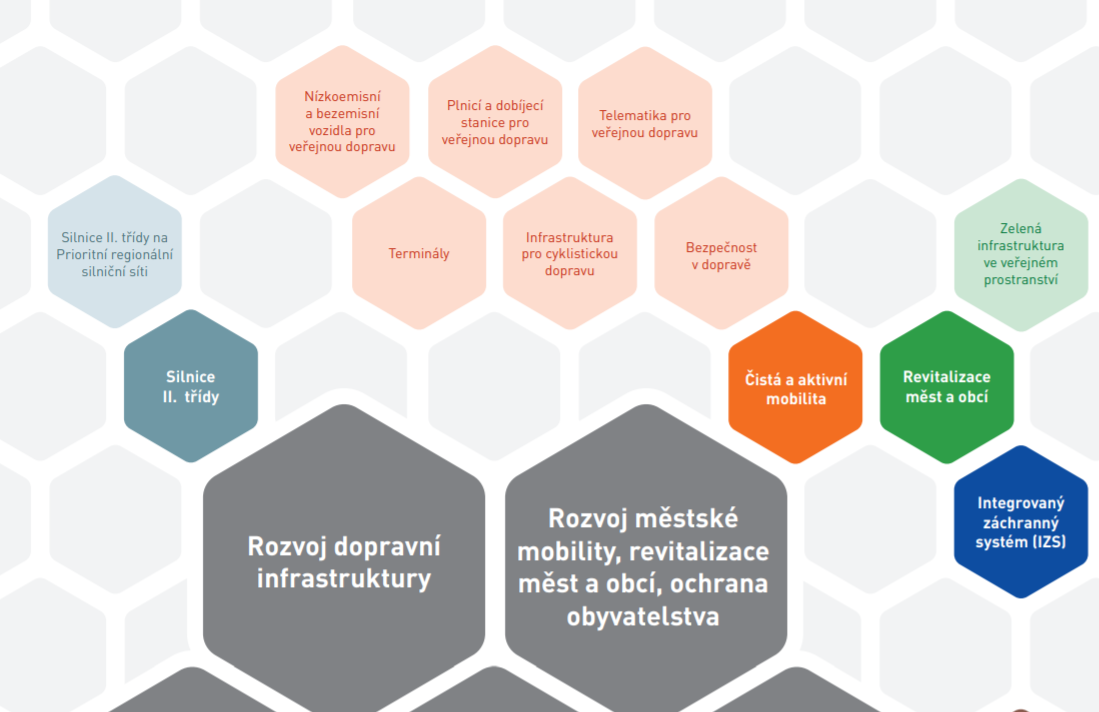 Nízkoemisní
a bezemisní
vozidla pro
veřejnou dopravu
Plnicí a dobíjecí
stanice pro
veřejnou dopravu
Telematika pro
veřejnou dopravu
Silnice II. třídy na
Prioritní regionální
silniční síti
Terminály
Infrastruktura
pro cyklistickou
dopravu
Bezpečnost
v dopravě
Zelená
infrastruktura
ve veřejném
prostranství
Silnice
II. třídy
Čistá a aktivní
mobilita
Revitalizace
měst a obcí
Integrovaný
záchranný
systém (IZS)
Rozvoj dopravní
infrastruktury
Rozvoj městské
mobility, revitalizace
měst a obcí, ochrana
obyvatelstva